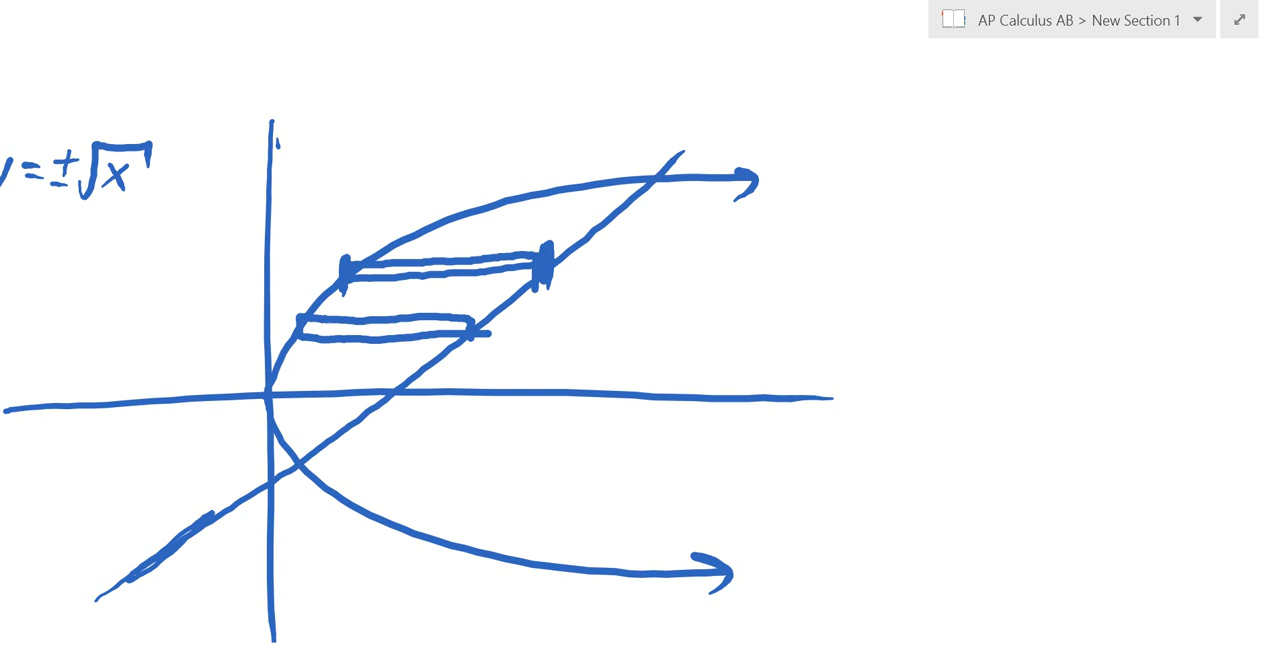 AP Calculus AB > New Section 1
y = ±√x